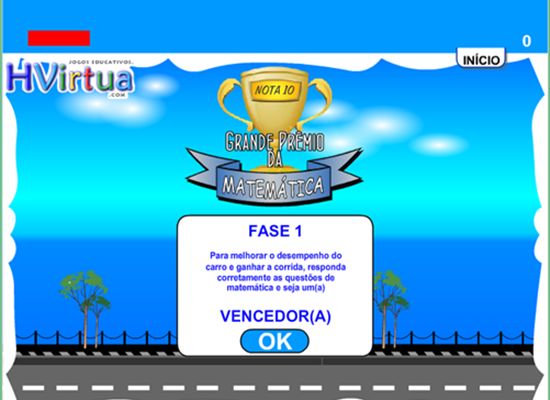 0
INÍCIO
JOGOS EDUCATIVOS.
HVirtua
.COM
NOTA 10
GRANDE PRÊMIO
DA
MATEMÁTICA
FASE 1
Para melhorar o desempenho do
carro e ganhar a corrida, responda
corretamente as questões de
matemática e seja um(a)
VENCEDOR(A)
OK